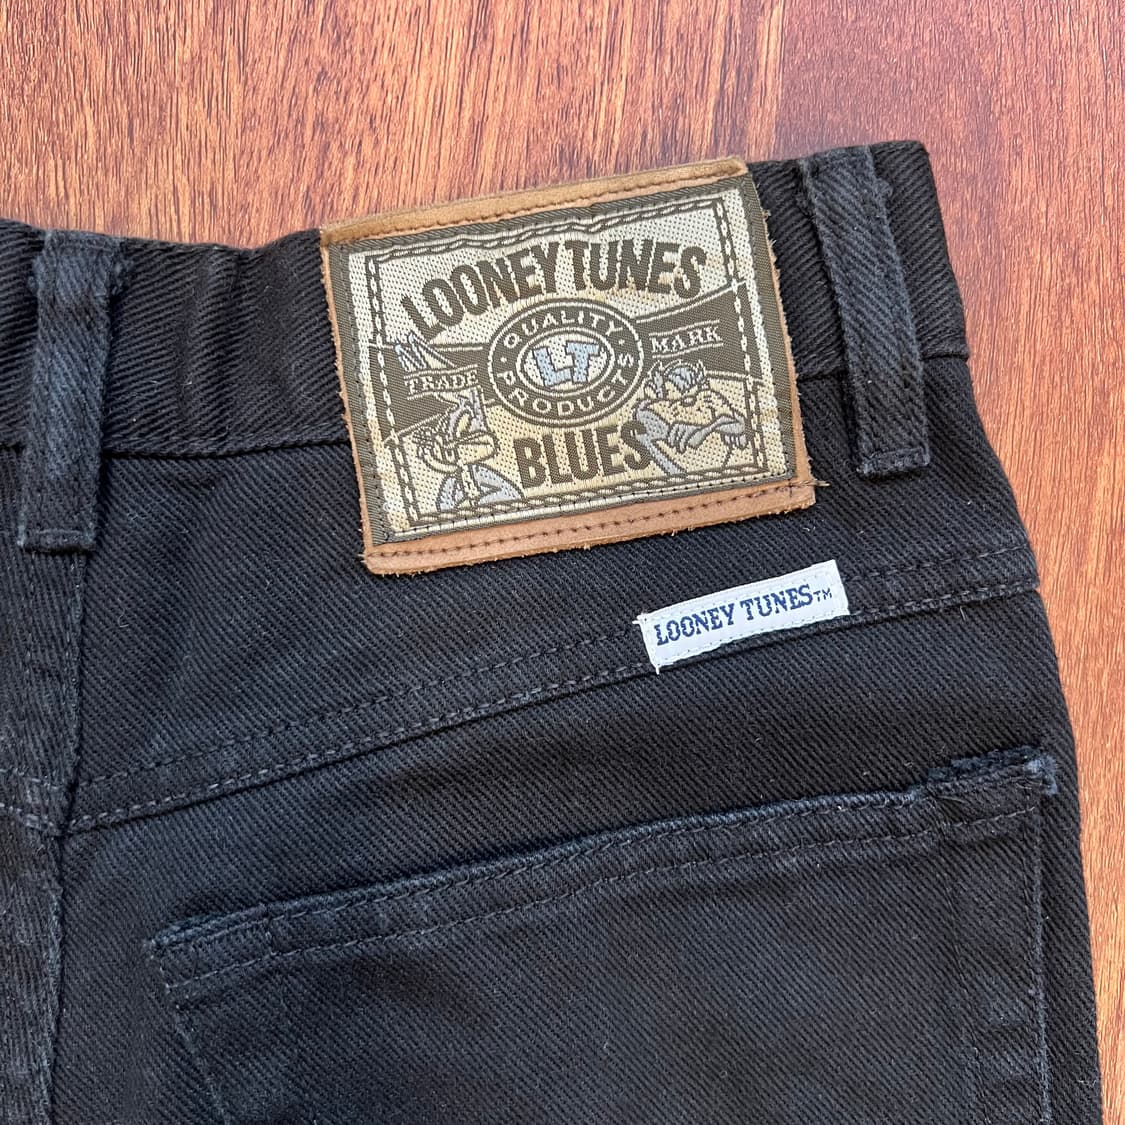 LOONEY TUNES
QUALITY
TRADE LT MARK
PRODUCTS
BLUES
LOONEY TUNES™